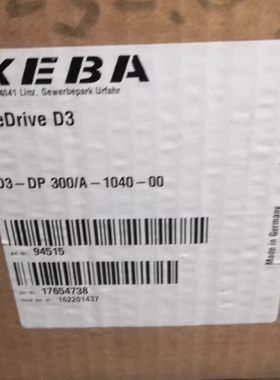 KEBA
4041 Linz, Gewerbepark Urfahr
eDrive D3
D3-DP 300/A-1040-00
94515
17654738
162201437
Made in Germany